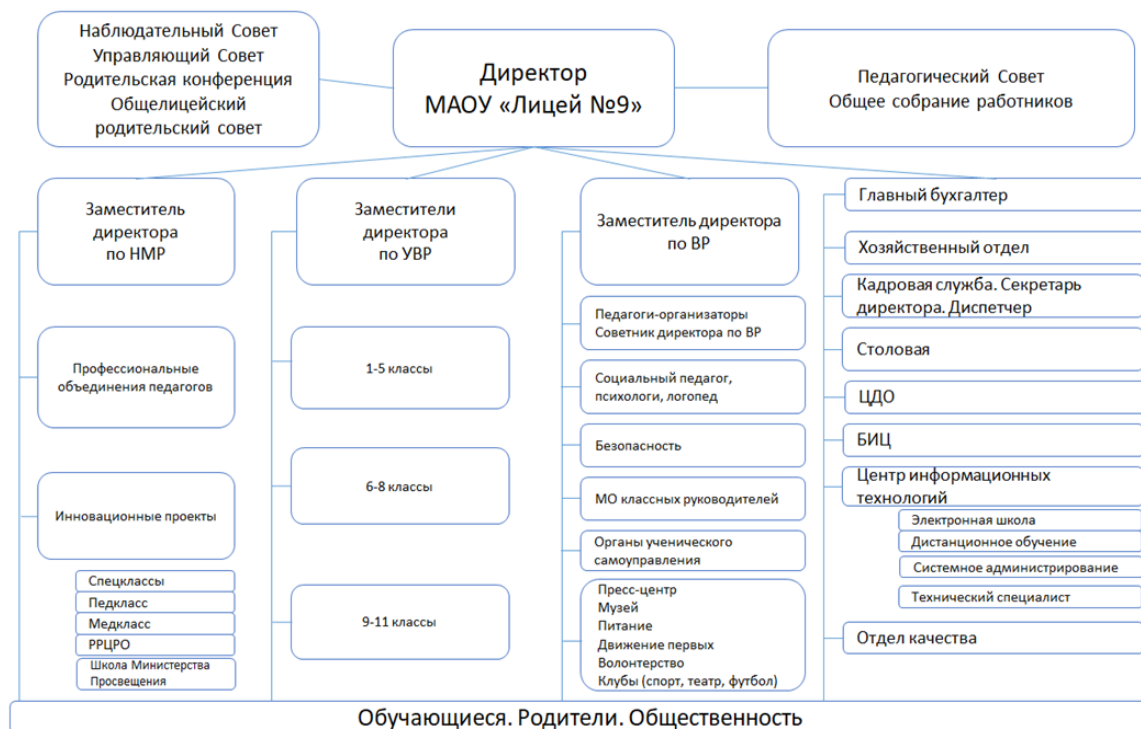 Наблюдательный Совет
Управляющий Совет
Родительская конференция
Общелицейский
родительский совет
Директор
МАОУ «Лицей №9»
Педагогический Совет
Общее собрание работников
Заместитель
директора
по НМР
Профессиональные
объединения педагогов
Инновационные проекты
Спецклассы
Педкласс
Медкласс
РРЦРО
Школа Министерства
Просвещения
Заместители
директора
по УВР
1-5 классы
6-8 классы
9-11 классы
Заместитель директора
по ВР
Педагоги-организаторы
Советник директора по ВР
Социальный педагог,
психологи, логопед
Безопасность
МО классных руководителей
Органы ученического
самоуправления
Пресс-центр
Музей
Питание
Движение первых
Волонтерство
Клубы (спорт, театр, футбол)
Главный бухгалтер
Хозяйственный отдел
Кадровая служба. Секретарь
директора. Диспетчер
Столовая
ЦДО
БИЦ
Центр информационных
технологий
Электронная школа
Дистанционное обучение
Системное администрирование
Технический специалист
Отдел качества
Обучающиеся. Родители. Общественность